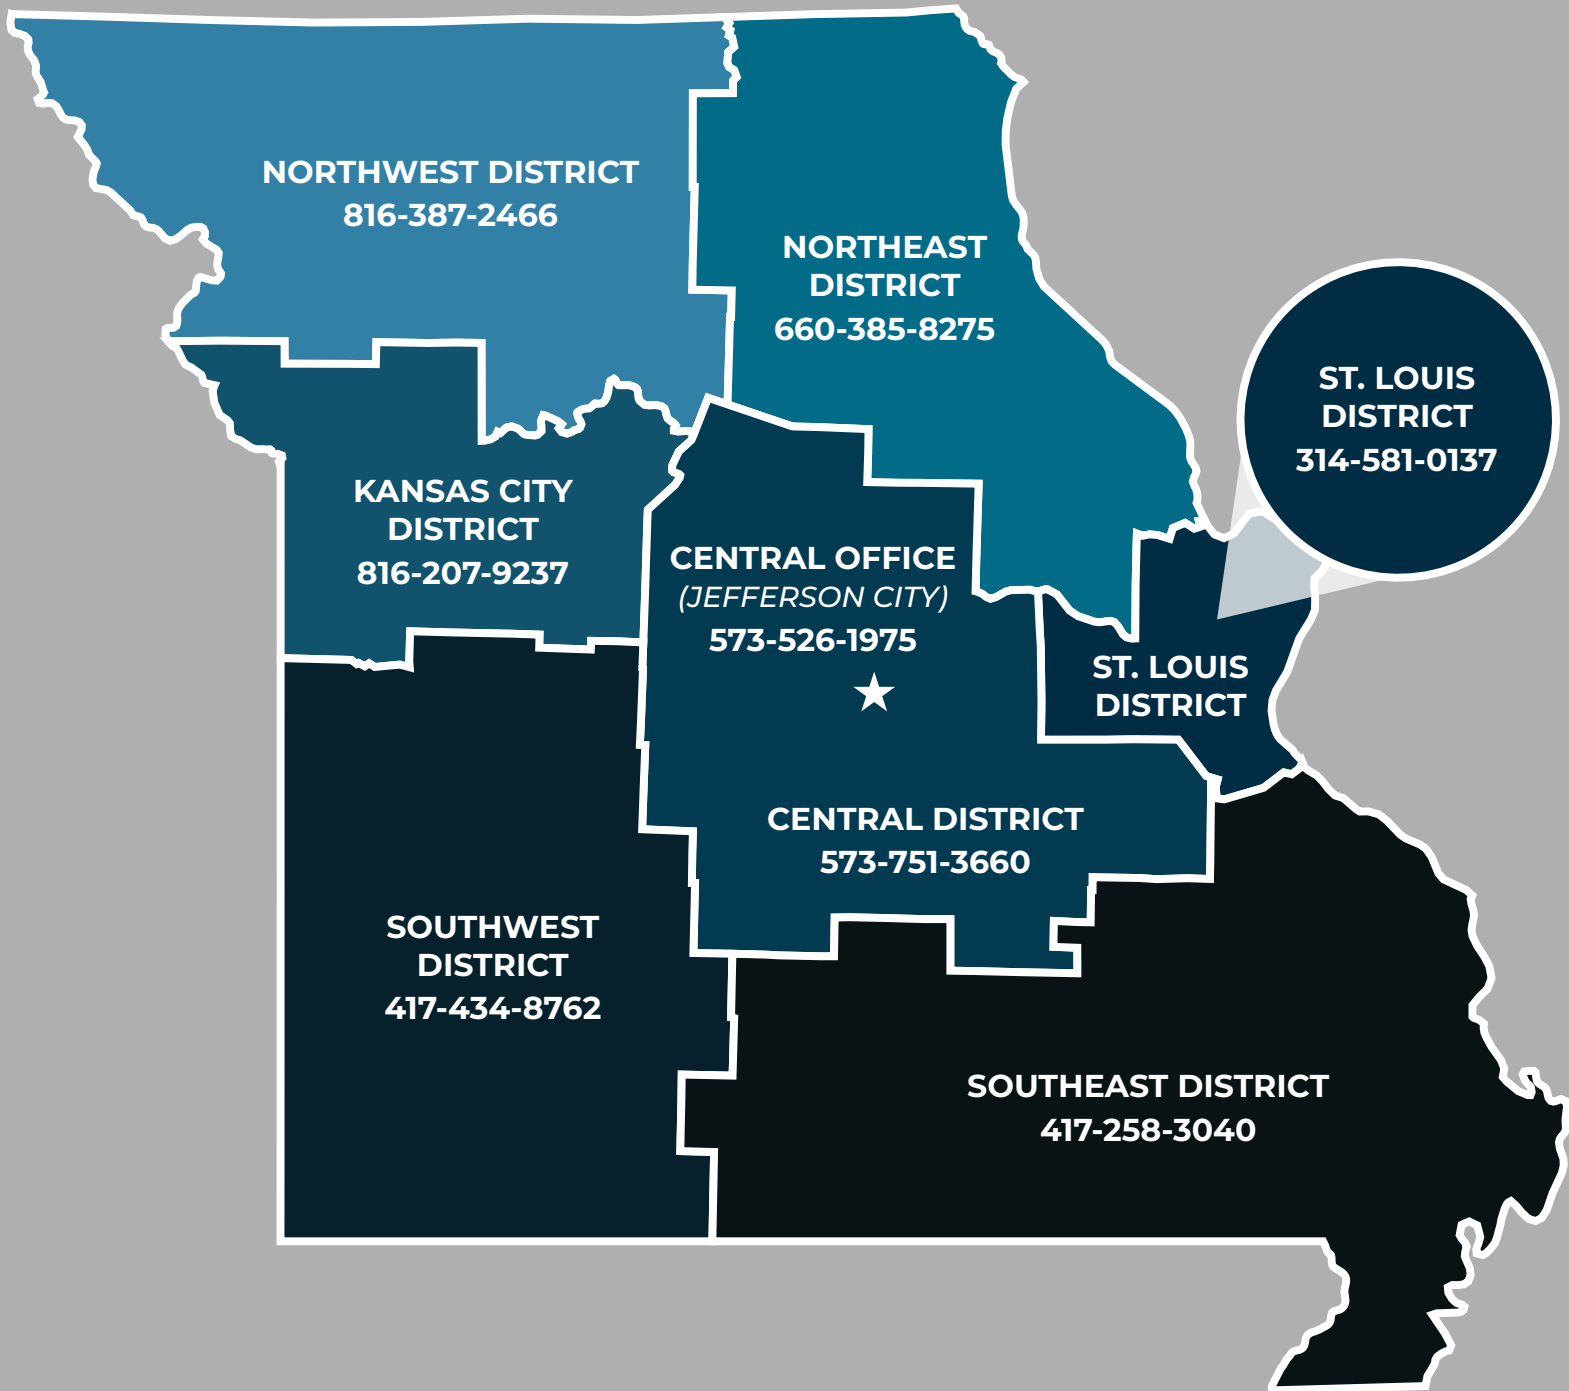 NORTHWEST DISTRICT
816-387-2466
NORTHEAST
DISTRICT
660-385-8275
ST. LOUIS
DISTRICT
314-581-0137
KANSAS CITY
DISTRICT
816-207-9237
CENTRAL OFFICE
(JEFFERSON CITY)
573-526-1975
ST. LOUIS
DISTRICT
CENTRAL DISTRICT
573-751-3660
SOUTHWEST
DISTRICT
417-434-8762
SOUTHEAST DISTRICT
417-258-3040